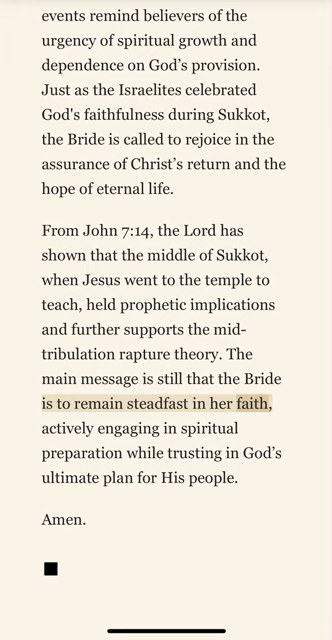 events remind believers of the
urgency of spiritual growth and
dependence on God’s provision.
Just as the Israelites celebrated
God's faithfulness during Sukkot,
the Bride is called to rejoice in the
assurance of Christ’s return and the
hope of eternal life.
From John 7:14, the Lord has
shown that the middle of Sukkot,
when Jesus went to the temple to
teach, held prophetic implications
and further supports the mid-
tribulation rapture theory. The
main message is still that the Bride
is to remain steadfast in her faith,
actively engaging in spiritual
preparation while trusting in God’s
ultimate plan for His people.
Amen.